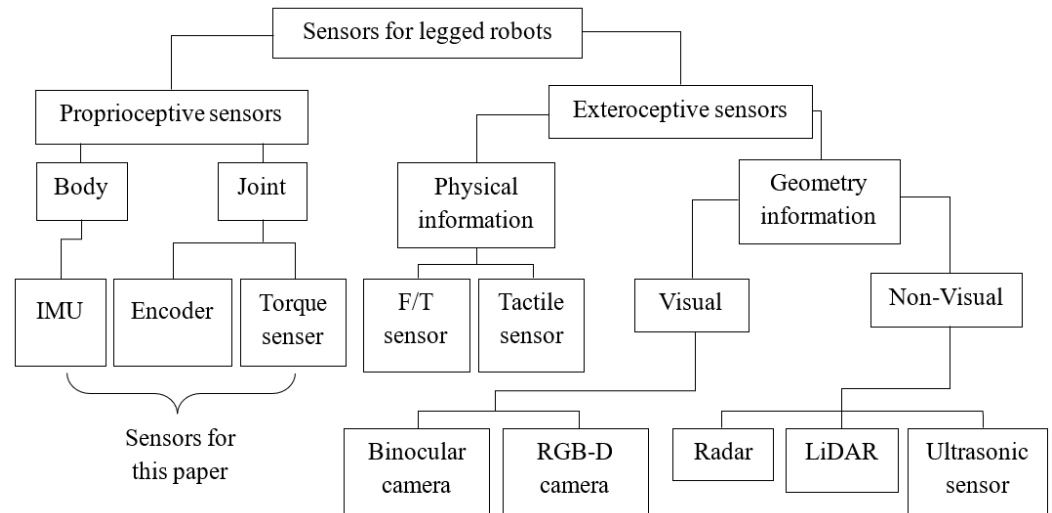 Sensors for legged robots
Proprioceptive sensors
Exteroceptive sensors
Body
Joint
Physical
information
Geometry
information
IMU
Encoder
Torque
senser
F/T
sensor
Tactile
sensor
Visual
Non-Visual
Sensors for
this paper
Binocular
camera
RGB-D
camera
Radar
LiDAR
Ultrasonic
sensor